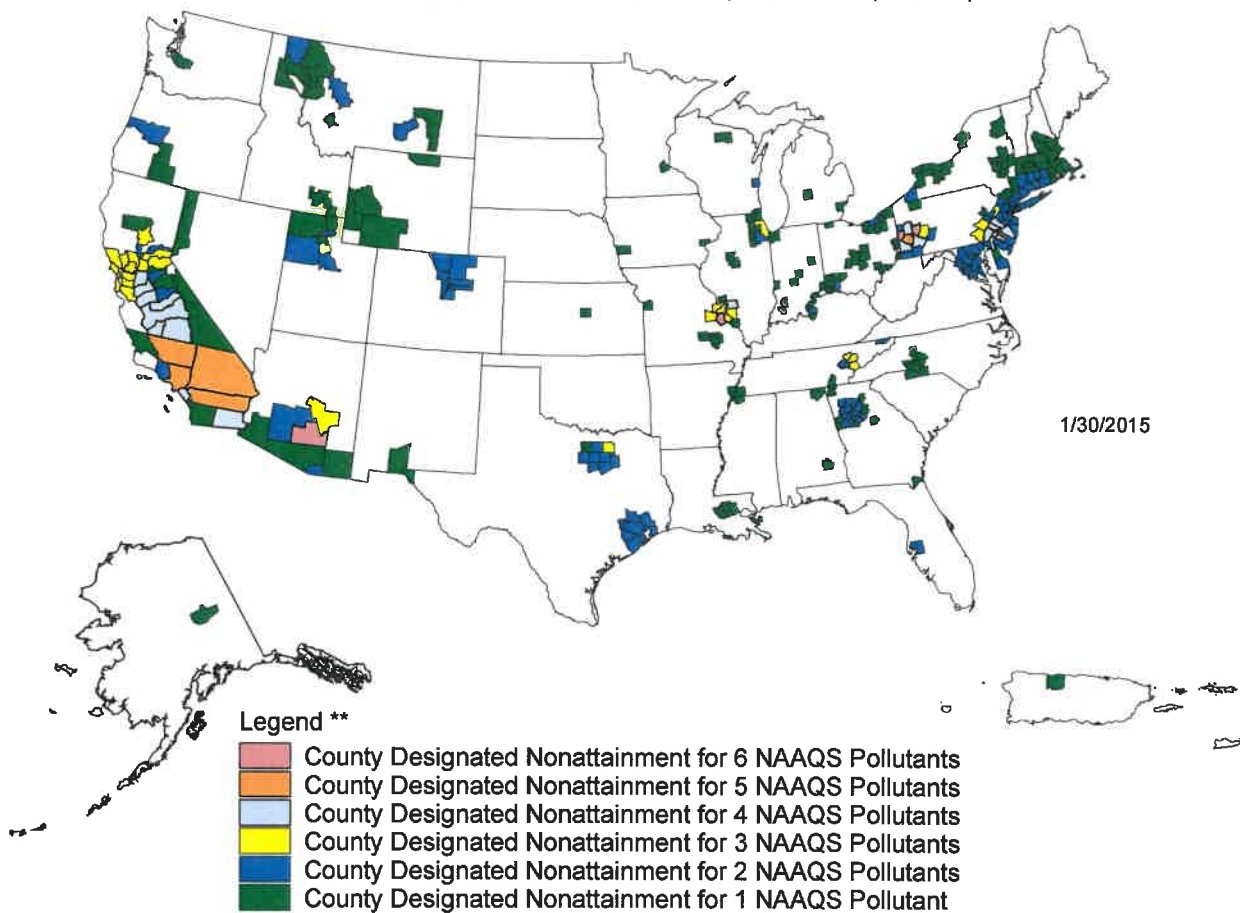 1/30/2015
Legend **
County Designated Nonattainment for 6 NAAQS Pollutants
County Designated Nonattainment for 5 NAAQS Pollutants
County Designated Nonattainment for 4 NAAQS Pollutants
County Designated Nonattainment for 3 NAAQS Pollutants
County Designated Nonattainment for 2 NAAQS Pollutants
County Designated Nonattainment for 1 NAAQS Pollutant